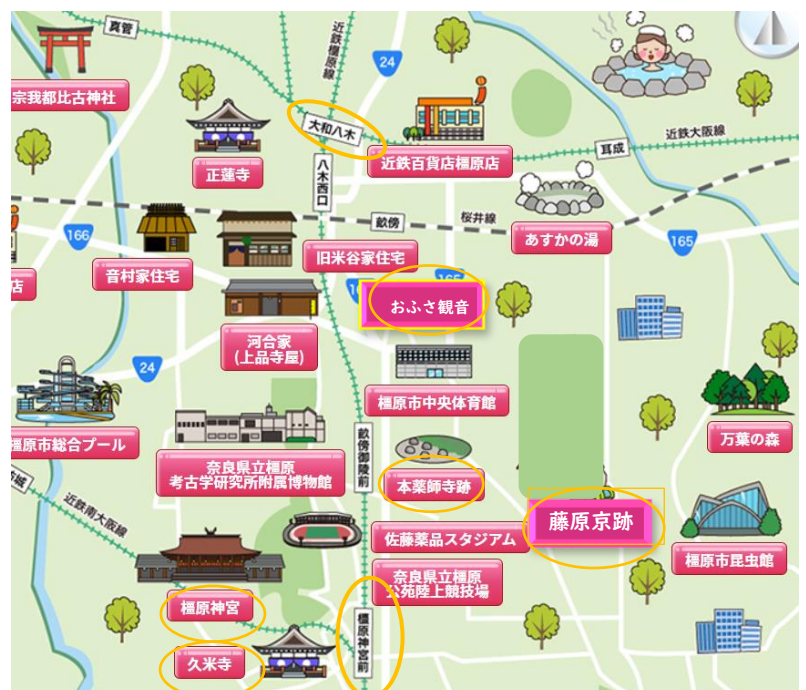 真管
近鉄橿原線
24
宗我都比古神社
大和八木
正蓮寺
近鉄百貨店橿原店
耳成
近鉄大阪線
八木西口
畝傍
桜井線
あすかの湯
166
165
店
音村家住宅
旧米谷家住宅
165
おふさ観音
河合家
(上品寺屋)
24
橿原市中央体育館
橿原市総合プール
万葉の森
奈良県立橿原
考古学研究所附属博物館
畝傍御陵前
本薬師寺跡
近鉄南大阪線
藤原京跡
佐藤薬品スタジアム
橿原市昆虫館
奈良県立橿原
公苑陸上競技場
橿原神宮
橿原神宮前
久米寺